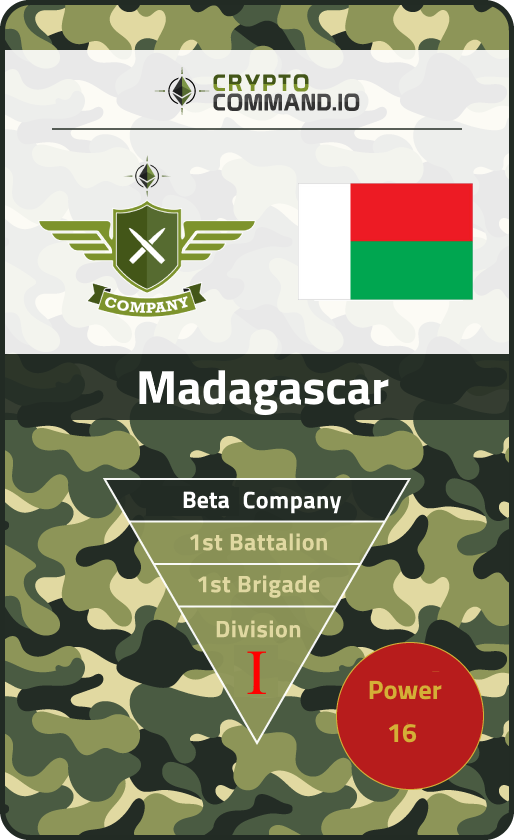 CRYPTO
COMMAND.IO
COMPANY
Madagascar
Beta Company
1st Battalion
1st Brigade
Division
I
Power
16